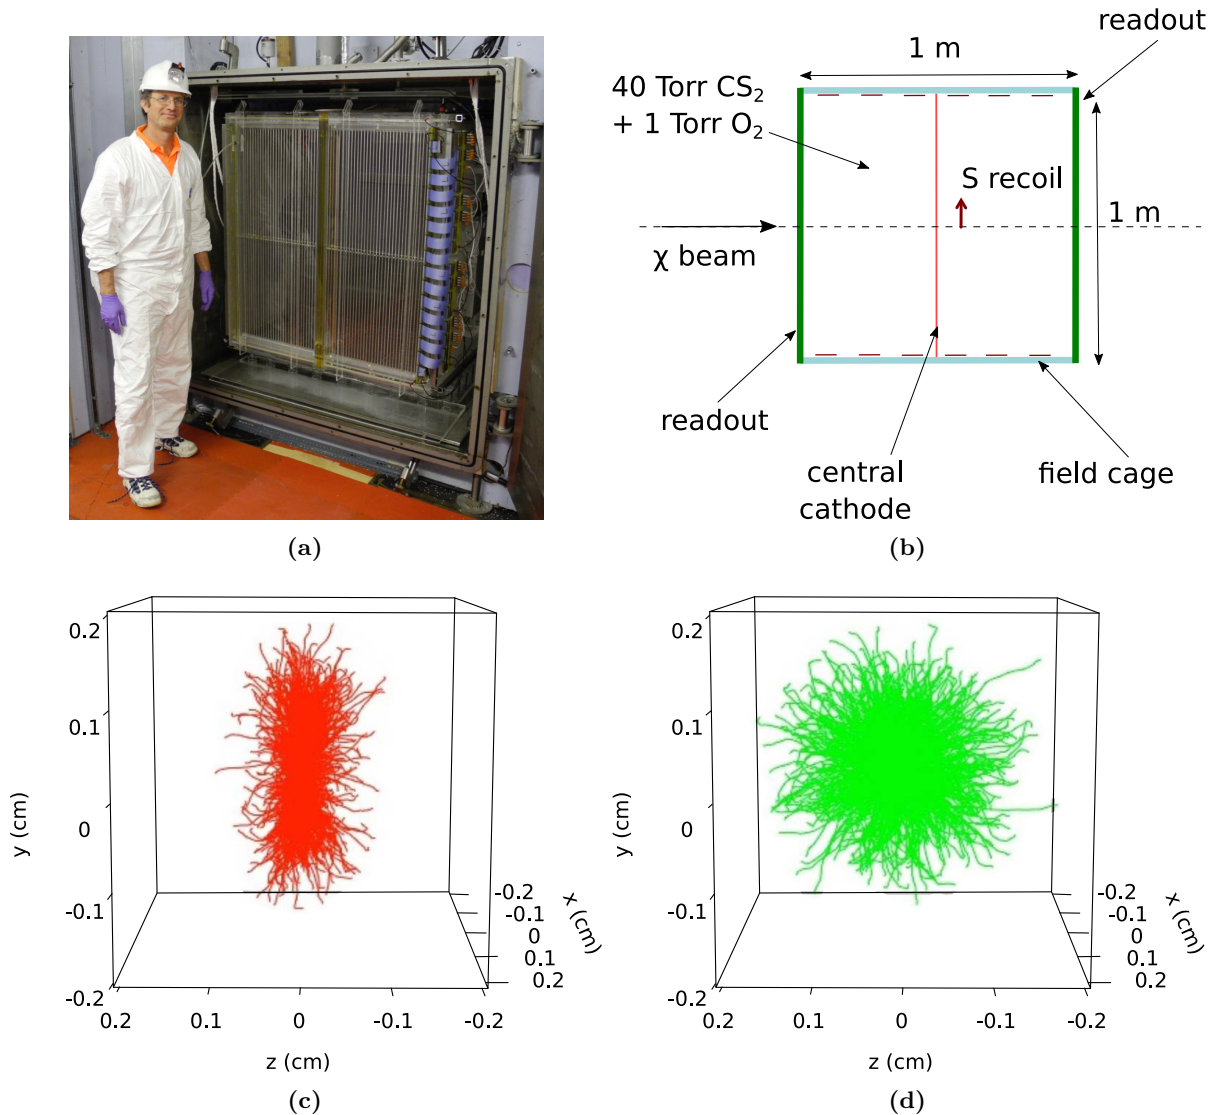 readout
1 m
40 Torr CS₂
+ 1 Torr O₂
S recoil
1 m
χ beam
readout
central
cathode
field cage
(a)
(b)
0.2
0.1
0
-0.1
-0.2
y (cm)
0.2
0.1
0
-0.1
-0.2
z (cm)
-0.2
-0.1
0
0.1
0.2
x (cm)
(c)
0.2
0.1
0
-0.1
-0.2
y (cm)
0.2
0.1
0
-0.1
-0.2
z (cm)
-0.2
-0.1
0
0.1
0.2
x (cm)
(d)